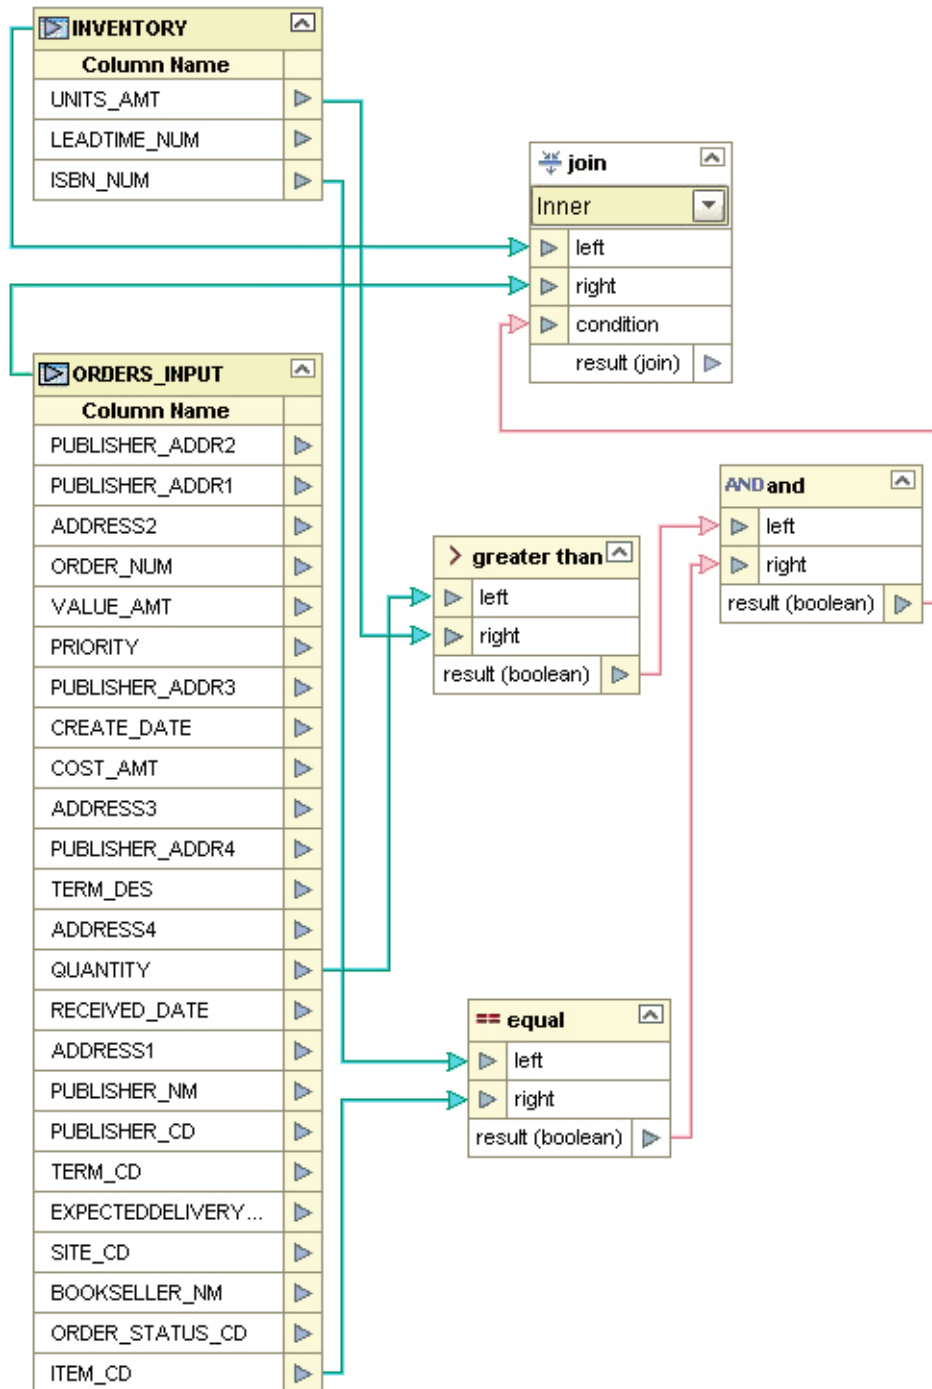 INVENTORY
Column Name
UNITS_AMT
LEADTIME_NUM
ISBN_NUM
join
Inner
left
right
condition
result (join)
ORDERS_INPUT
Column Name
PUBLISHER_ADDR2
PUBLISHER_ADDR1
ADDRESS2
ORDER_NUM
VALUE_AMT
PRIORITY
PUBLISHER_ADDR3
CREATE_DATE
COST_AMT
ADDRESS3
PUBLISHER_ADDR4
TERM_DES
ADDRESS4
QUANTITY
RECEIVED_DATE
ADDRESS1
PUBLISHER_NM
PUBLISHER_CD
TERM_CD
EXPECTEDDELIVERY...
SITE_CD
BOOKSELLER_NM
ORDER_STATUS_CD
ITEM_CD
> greater than
left
right
result (boolean)
AND and
left
right
result (boolean)
== equal
left
right
result (boolean)